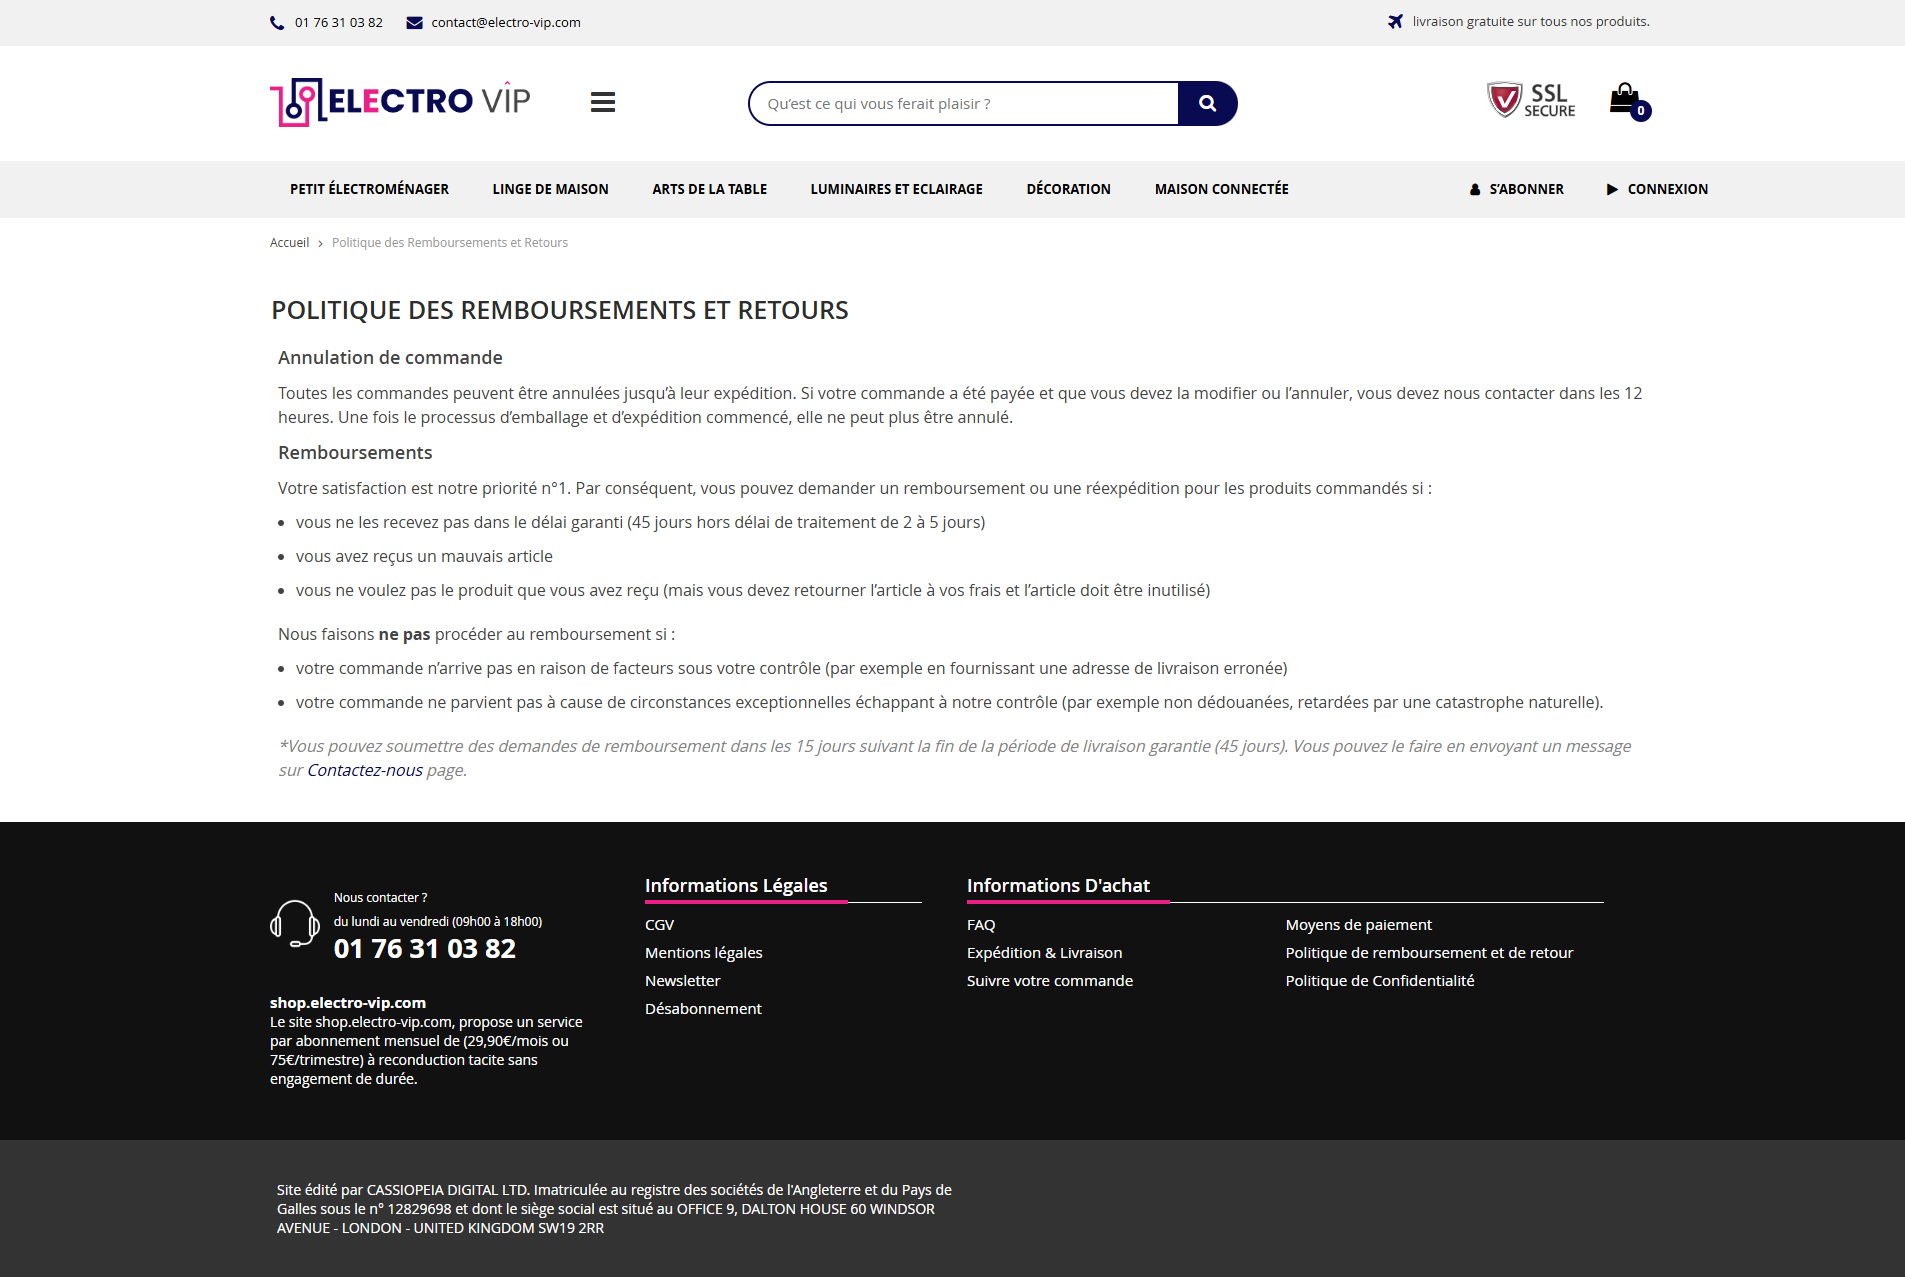 01 76 31 03 82
contact@electro-vip.com
livraison gratuite sur tous nos produits.
ELECTRO VIP
Qu'est ce qui vous ferait plaisir ?
SSL
SECURE
0
PETIT ÉLECTROMÉNAGER
LINGE DE MAISON
ARTS DE LA TABLE
LUMINAIRES ET ECLAIRAGE
DÉCORATION
MAISON CONNECTÉE
S'ABONNER
CONNEXION
Accueil > Politique des Remboursements et Retours
POLITIQUE DES REMBOURSEMENTS ET RETOURS
Annulation de commande
Toutes les commandes peuvent être annulées jusqu'à leur expédition. Si votre commande a été payée et que vous devez la modifier ou l'annuler, vous devez nous contacter dans les 12
heures. Une fois le processus d'emballage et d'expédition commencé, elle ne peut plus être annulé.
Remboursements
Votre satisfaction est notre priorité n°1. Par conséquent, vous pouvez demander un remboursement ou une réexpédition pour les produits commandés si :
• vous ne les recevez pas dans le délai garanti (45 jours hors délai de traitement de 2 à 5 jours)
• vous avez reçus un mauvais article
• vous ne voulez pas le produit que vous avez reçu (mais vous devez retourner l'article à vos frais et l'article doit être inutilisé)
Nous faisons ne pas procéder au remboursement si :
• votre commande n'arrive pas en raison de facteurs sous votre contrôle (par exemple en fournissant une adresse de livraison erronée)
• votre commande ne parvient pas à cause de circonstances exceptionnelles échappant à notre contrôle (par exemple non dédouanées, retardées par une catastrophe naturelle).
*Vous pouvez soumettre des demandes de remboursement dans les 15 jours suivant la fin de la période de livraison garantie (45 jours). Vous pouvez le faire en envoyant un message
sur Contactez-nous page.
Nous contacter ?
du lundi au vendredi (09h00 à 18h00)
01 76 31 03 82
shop.electro-vip.com
Le site shop.electro-vip.com, propose un service
par abonnement mensuel de (29,90€/mois ou
75€/trimestre) à reconduction tacite sans
engagement de durée.
Informations Légales
CGV
Mentions légales
Newsletter
Désabonnement
Informations D'achat
FAQ
Expédition & Livraison
Suivre votre commande
Moyens de paiement
Politique de remboursement et de retour
Politique de Confidentialité
Site édité par CASSIOPEIA DIGITAL LTD. Imatriculée au registre des sociétés de l'Angleterre et du Pays de
Galles sous le n° 12829698 et dont le siège social est situé au OFFICE 9, DALTON HOUSE 60 WINDSOR
AVENUE - LONDON - UNITED KINGDOM SW19 2RR